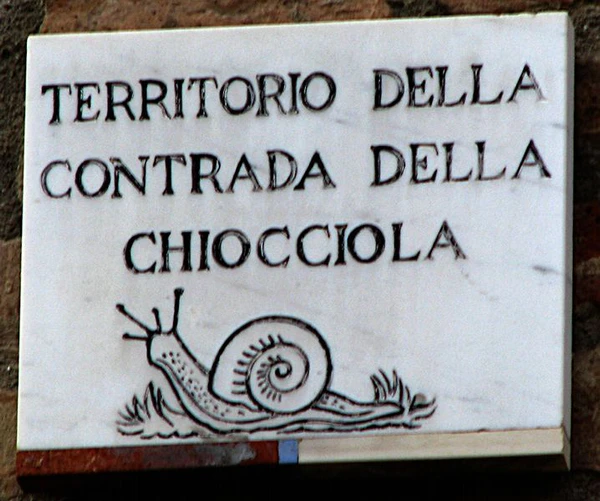 TERRITORIO DELLA
CONTRADA DELLA
CHIOCCIOLA